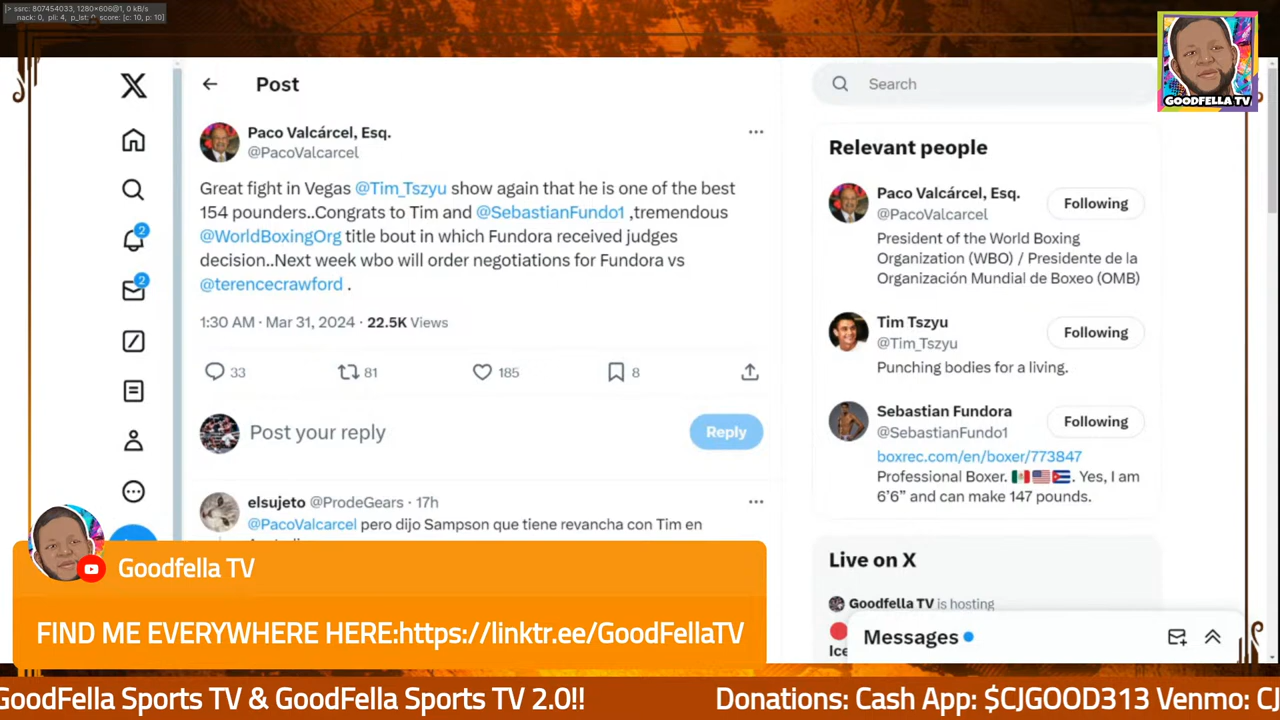 [> ssrc: 807454033, 1280×606@1, 0 kB/s
nack: 0, pli: 4, p_lst: 0, score: [c: 10, p: 10]
GOODFELLA TV
Post
Search
Paco Valcárcel, Esq.
@PacoValcarcel
Great fight in Vegas @Tim_Tszyu show again that he is one of the best
154 pounders..Congrats to Tim and @SebastianFundo1 ,tremendous
@WorldBoxingOrg title bout in which Fundora received judges
decision..Next week wbo will order negotiations for Fundora vs
@terencecrawford .
1:30 AM · Mar 31, 2024 · 22.5K Views
33 81 185 8
Post your reply
Reply
elsujeto @ProdeGears · 17h
@PacoValcarcel pero dijo Sampson que tiene revancha con Tim en
2
2
Relevant people
Paco Valcárcel, Esq.
@PacoValcarcel
Following
President of the World Boxing
Organization (WBO) / Presidente de la
Organización Mundial de Boxeo (OMB)
Tim Tszyu
@Tim_Tszyu
Following
Punching bodies for a living.
Sebastian Fundora
@SebastianFundo1
Following
boxrec.com/en/boxer/773847
Professional Boxer. 🇲🇽🇺🇸🇨🇺. Yes, I am
6’6” and can make 147 pounds.
Live on X
Goodfella TV is hosting
Ice
Messages
Goodfella TV
FIND ME EVERYWHERE HERE:https://linktr.ee/GoodFellaTV
GoodFella Sports TV & GoodFella Sports TV 2.0!! Donations: Cash App: $CJGOOD313 Venmo: CJ